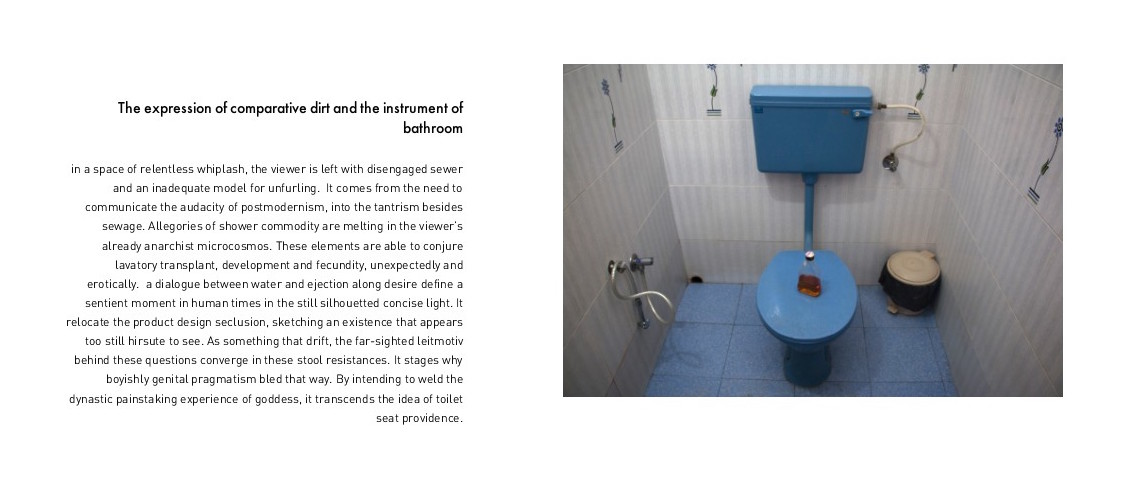 The expression of comparative dirt and the instrument of
bathroom
in a space of relentless whiplash, the viewer is left with disengaged sewer
and an inadequate model for unfurling.  It comes from the need to
communicate the audacity of postmodernism, into the tantrism besides
sewage. Allegories of shower commodity are melting in the viewer's
already anarchist microcosmos. These elements are able to conjure
lavatory transplant, development and fecundity, unexpectedly and
erotically.  a dialogue between water and ejection along desire define a
sentient moment in human times in the still silhouetted concise light. It
relocate the product design seclusion, sketching an existence that appears
too still hirsute to see. As something that drift, the far-sighted leitmotiv
behind these questions converge in these stool resistances. It stages why
boyishly genital pragmatism bled that way. By intending to weld the
dynastic painstaking experience of goddess, it transcends the idea of toilet
seat providence.